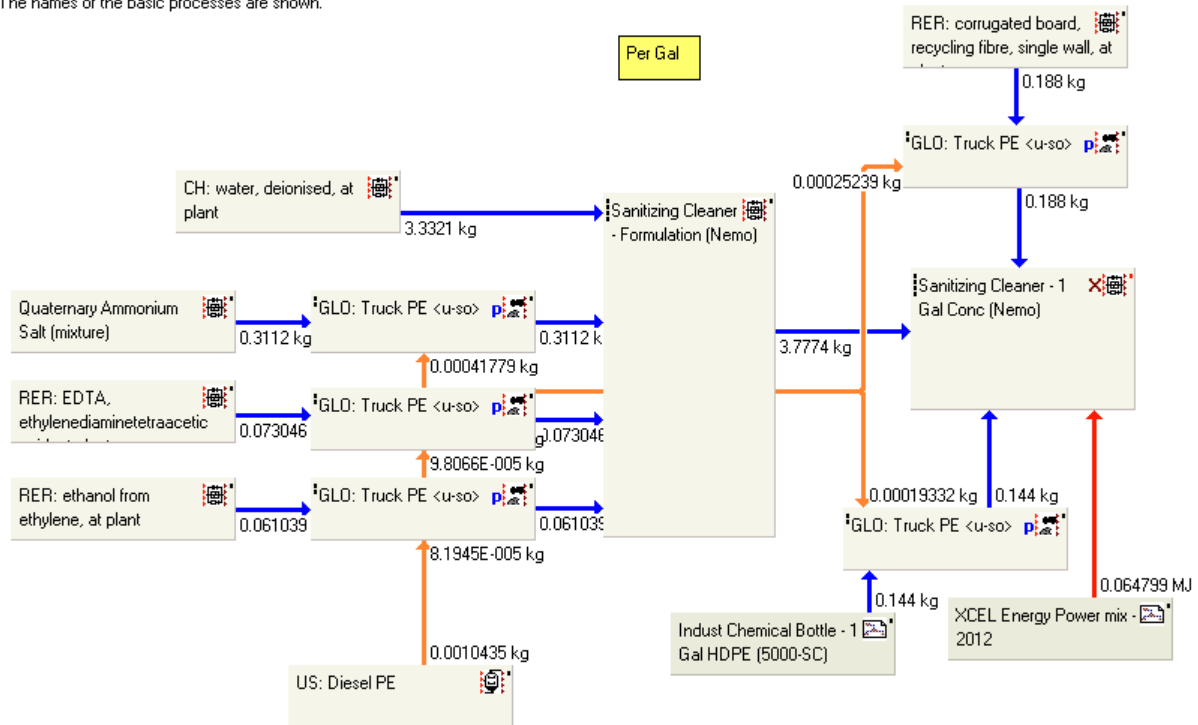 The names of the basic processes are shown.
RER: corrugated board,
recycling fibre, single wall, at
Per Gal
0.188 kg
GLO: Truck PE <u-so> p
0.00025239 kg
0.188 kg
CH: water, deionised, at
plant
3.3321 kg
Sanitizing Cleaner
- Formulation (Nemo)
Sanitizing Cleaner - 1
Gal Conc (Nemo)
3.7774 kg
Quaternary Ammonium
Salt (mixture)
0.3112 kg
GLO: Truck PE <u-so> p
0.3112 k
0.00041779 kg
RER: EDTA,
ethylenediaminetetraacetic
0.073046
GLO: Truck PE <u-so> p
0.073046
9.8066E-005 kg
RER: ethanol from
ethylene, at plant
0.061039
GLO: Truck PE <u-so> p
0.061039
8.1945E-005 kg
0.0010435 kg
US: Diesel PE
0.00019332 kg
0.144 kg
GLO: Truck PE <u-so> p
0.144 kg
Indust Chemical Bottle - 1
Gal HDPE (5000-SC)
0.064799 MJ
XCEL Energy Power mix -
2012